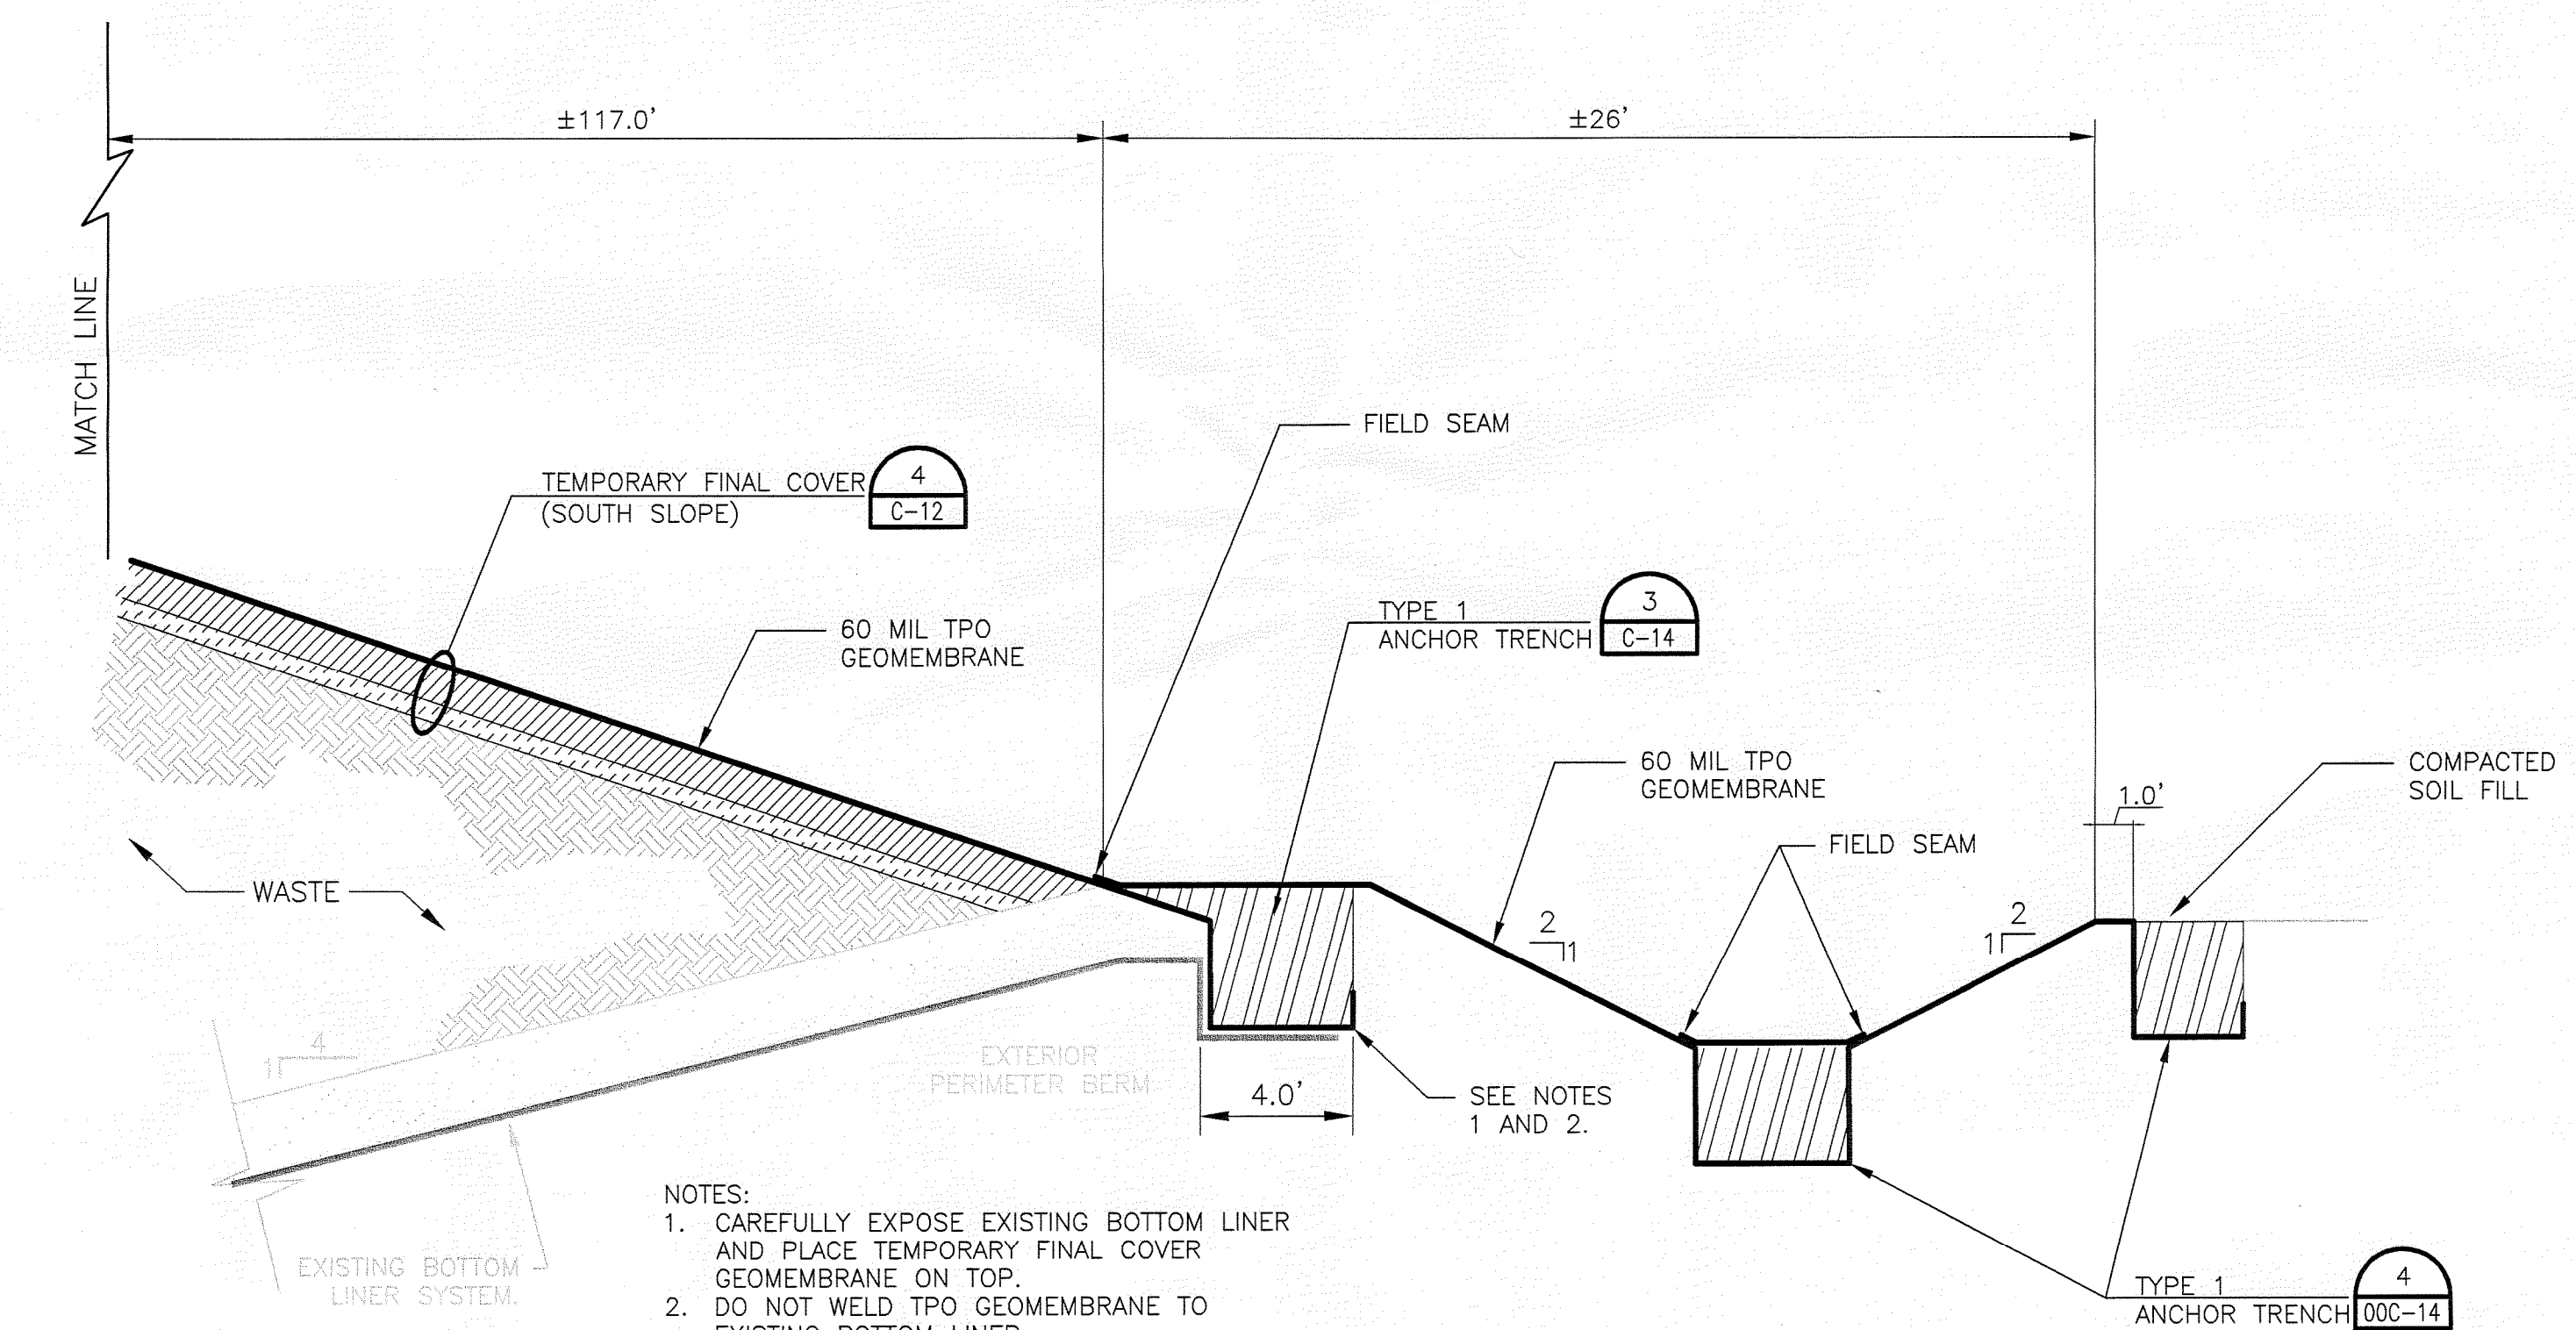 ±117.0'
±26'
MATCH LINE
FIELD SEAM
TEMPORARY FINAL COVER
(SOUTH SLOPE)
4
C-12
60 MIL TPO
GEOMEMBRANE
TYPE 1
ANCHOR TRENCH
3
C-14
60 MIL TPO
GEOMEMBRANE
COMPACTED
SOIL FILL
1.0'
FIELD SEAM
WASTE
2
1
2
1
4
1
EXTERIOR
PERIMETER BERM
4.0'
SEE NOTES
1 AND 2.
EXISTING BOTTOM
LINER SYSTEM.
NOTES:
1. CAREFULLY EXPOSE EXISTING BOTTOM LINER
AND PLACE TEMPORARY FINAL COVER
GEOMEMBRANE ON TOP.
2. DO NOT WELD TPO GEOMEMBRANE TO
EXISTING BOTTOM LINER
TYPE 1
ANCHOR TRENCH
4
00C-14